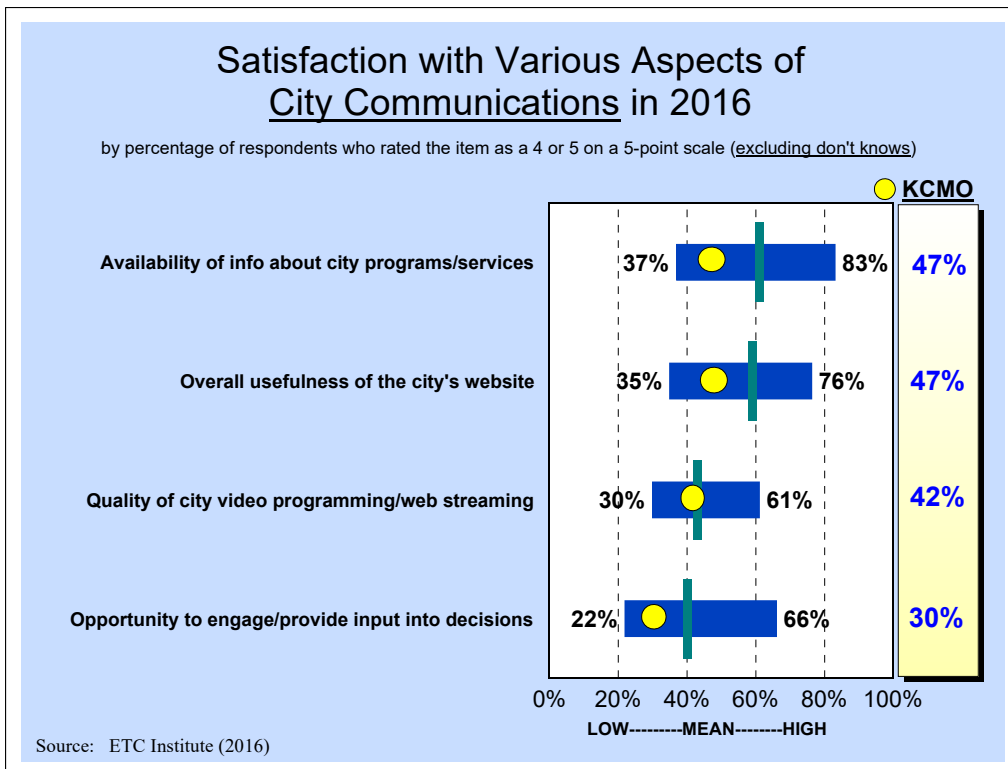 Satisfaction with Various Aspects of
City Communications in 2016
by percentage of respondents who rated the item as a 4 or 5 on a 5-point scale (excluding don't knows)
KCMO
Availability of info about city programs/services
37%
83%
47%
Overall usefulness of the city's website
35%
76%
47%
Quality of city video programming/web streaming
30%
61%
42%
Opportunity to engage/provide input into decisions
22%
66%
30%
0% 20% 40% 60% 80% 100%
LOW---------MEAN--------HIGH
Source: ETC Institute (2016)